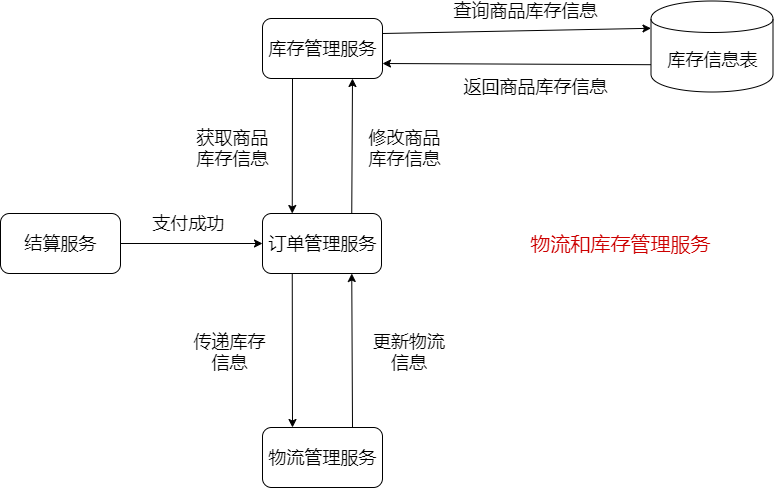 查询商品库存信息
库存管理服务
库存信息表
返回商品库存信息
获取商品
库存信息
修改商品
库存信息
支付成功
结算服务
订单管理服务
物流和库存管理服务
传递库存
信息
更新物流
信息
物流管理服务